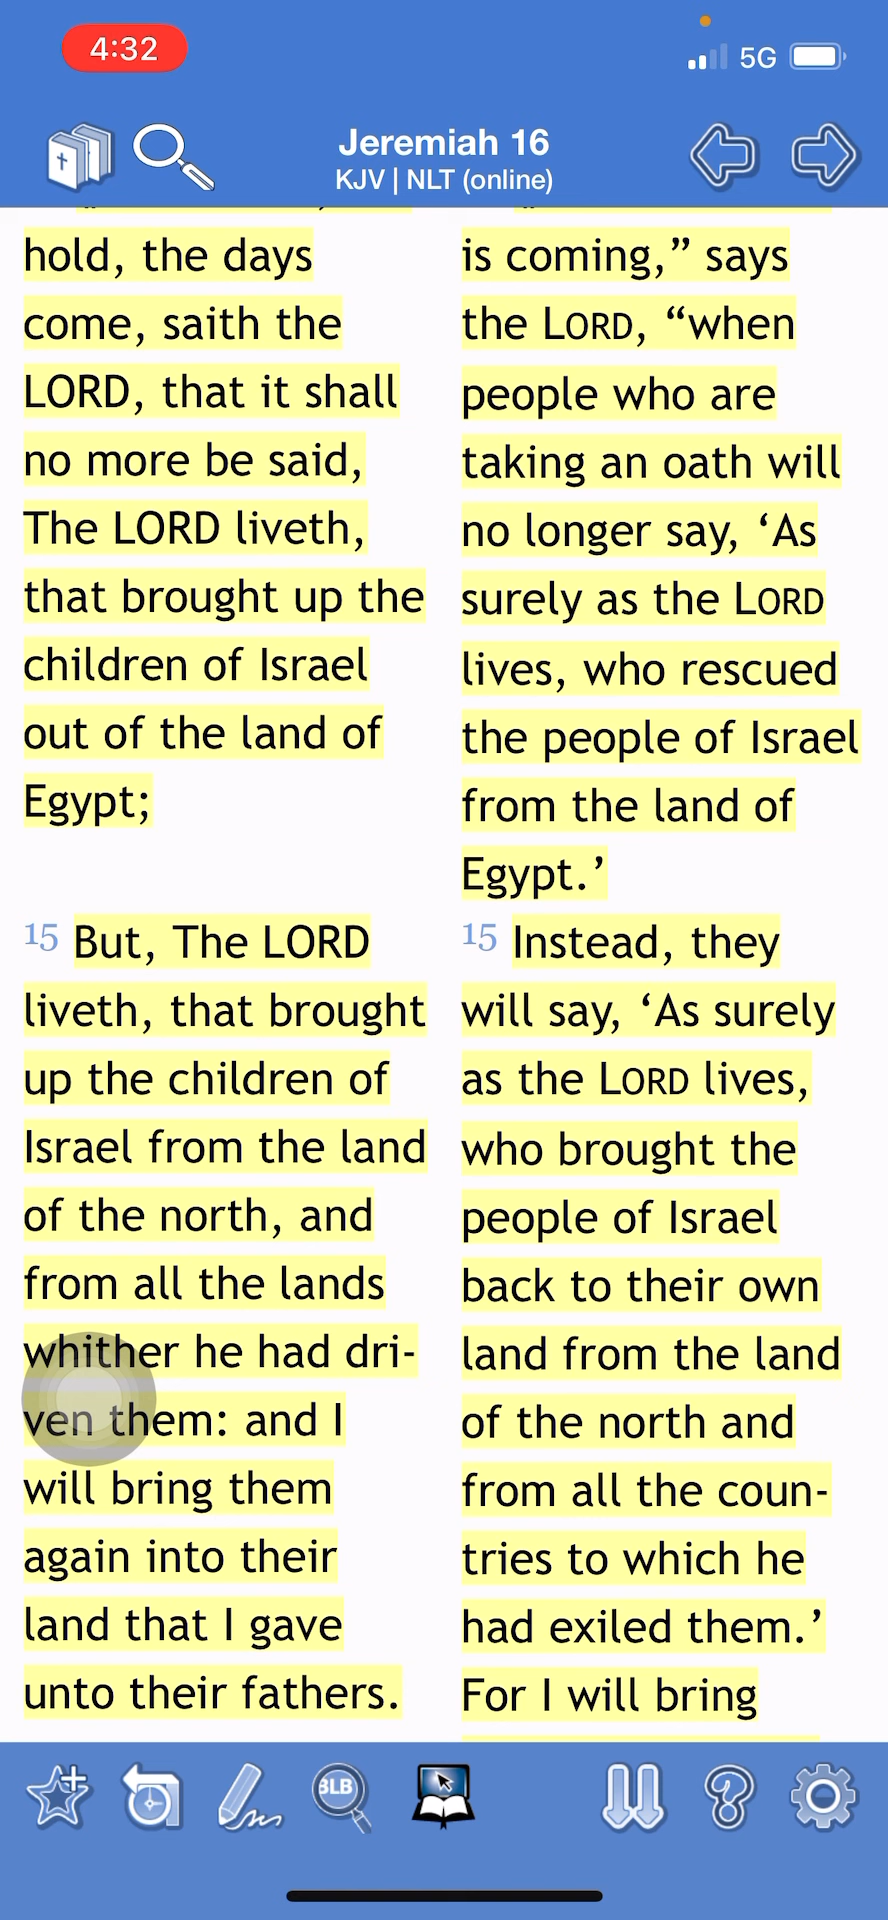 4:32
5G
Jeremiah 16
KJV | NLT (online)
hold, the days
come, saith the
LORD, that it shall
no more be said,
The LORD liveth,
that brought up the
children of Israel
out of the land of
Egypt;
15 But, The LORD
liveth, that brought
up the children of
Israel from the land
of the north, and
from all the lands
whither he had dri-
ven them: and I
will bring them
again into their
land that I gave
unto their fathers.
is coming,” says
the LORD, “when
people who are
taking an oath will
no longer say, ‘As
surely as the LORD
lives, who rescued
the people of Israel
from the land of
Egypt.’
15 Instead, they
will say, ‘As surely
as the LORD lives,
who brought the
people of Israel
back to their own
land from the land
of the north and
from all the coun-
tries to which he
had exiled them.’
For I will bring
BLB